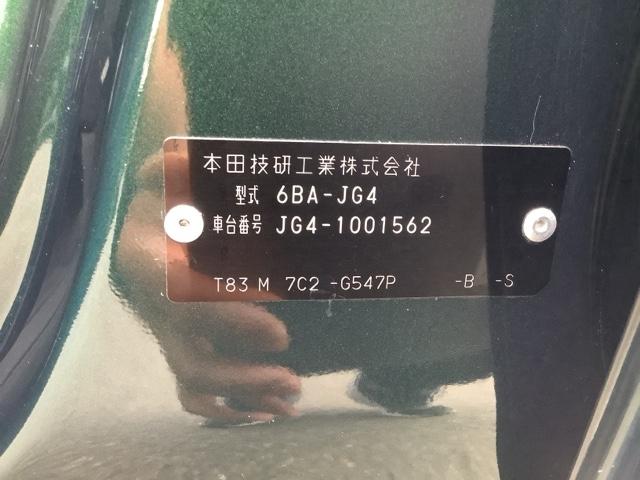 本田技研工業株式会社
型式 6BA-JG4
車台番号 JG4-1001562
T83 M 7C2 -G547P -B -S